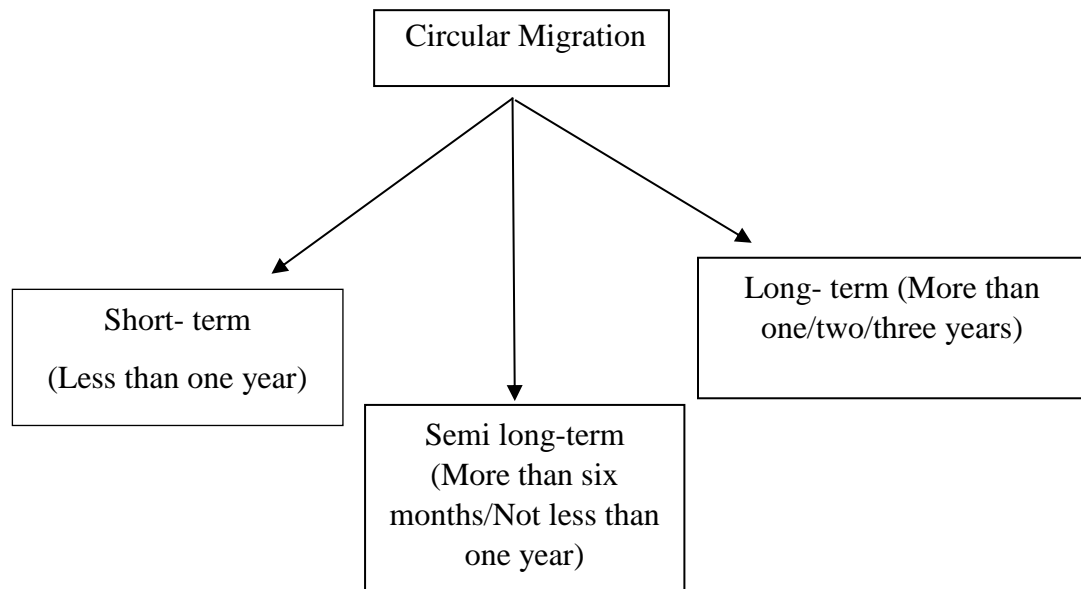 Circular Migration
Short- term
(Less than one year)
Long- term (More than
one/two/three years)
Semi long-term
(More than six
months/Not less than
one year)